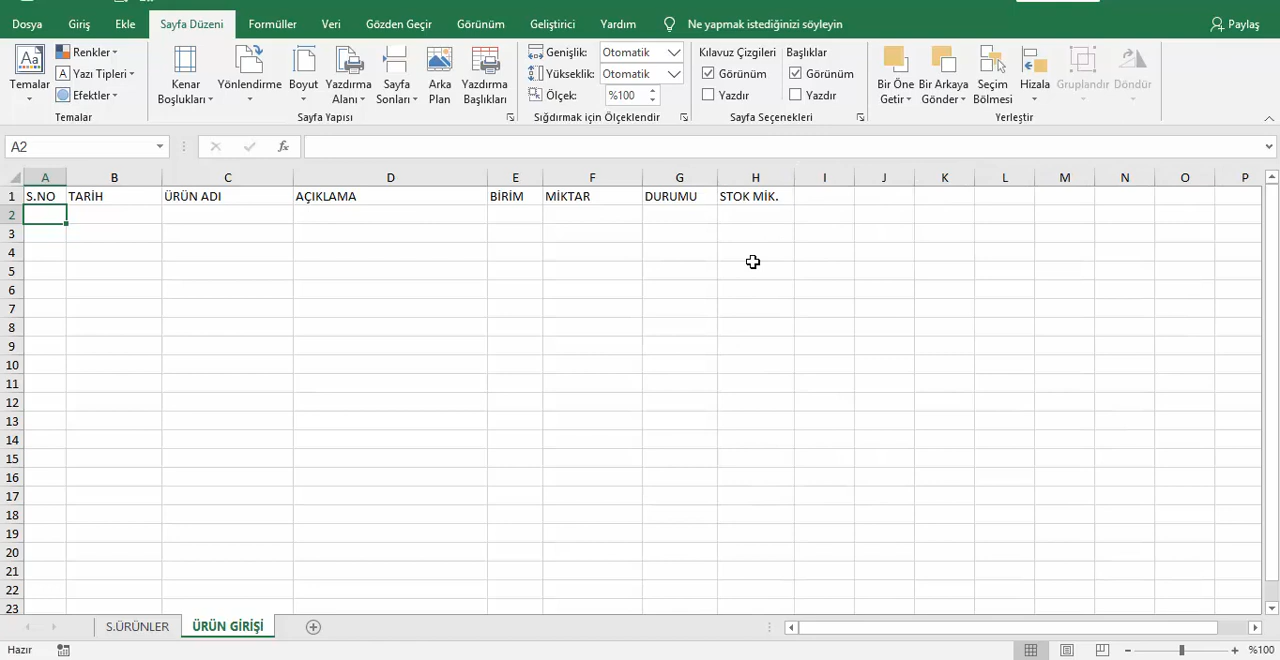 Dosya Giriş Ekle Sayfa Düzeni Formüller Veri Gözden Geçir Görünüm Geliştirici Yardım Ne yapmak istediğinizi söyleyin Paylaş
Temalar
Renkler
Yazı Tipleri
Efektler
Temalar
Kenar Boşlukları
Yönlendirme
Boyut
Yazdırma Alanı
Sayfa Sonları
Arka Plan
Yazdırma Başlıkları
Sayfa Yapısı
Genişlik: Otomatik
Yükseklik: Otomatik
Ölçek: %100
Sığdırmak için Ölçeklendir
Kılavuz Çizgileri
Görünüm
Yazdır
Başlıklar
Görünüm
Yazdır
Sayfa Seçenekleri
Bir Öne Getir
Bir Arkaya Gönder
Seçim Bölmesi
Hizala
Gruplandır
Döndür
Yerleştir
A2 fx
A B C D E F G H I J K L M N O P
1 S.NO TARİH ÜRÜN ADI AÇIKLAMA BİRİM MİKTAR DURUMU STOK MİK.
2
3
4
5
6
7
8
9
10
11
12
13
14
15
16
17
18
19
20
21
22
23
S.ÜRÜNLER ÜRÜN GİRİŞİ
Hazır %100